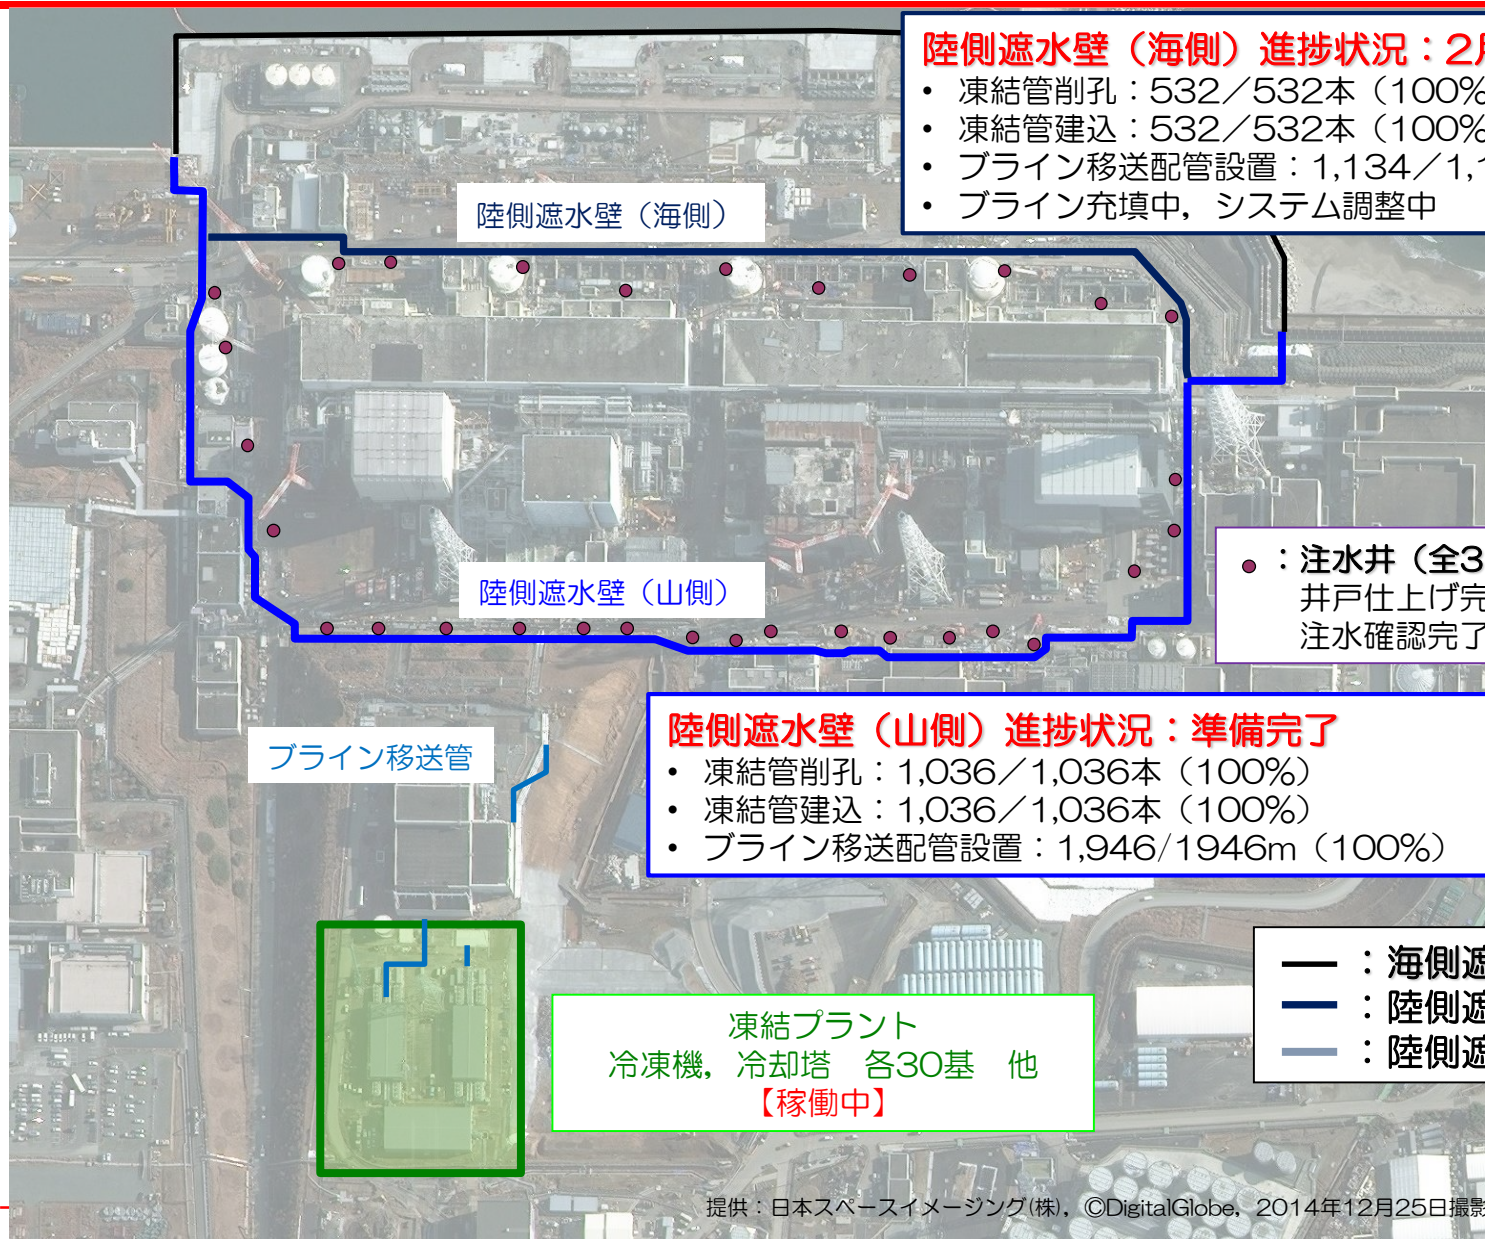 陸側遮水壁（海側）進捗状況：2月
• 凍結管削孔：532／532本（100%
• 凍結管建込：532／532本（100%
• ブライン移送配管設置：1,134／1,1
• ブライン充填中，システム調整中
陸側遮水壁（海側）
● ：注水井（全3
井戸仕上げ完
注水確認完了
陸側遮水壁（山側）
陸側遮水壁（山側）進捗状況：準備完了
• 凍結管削孔：1,036／1,036本（100%）
• 凍結管建込：1,036／1,036本（100%）
• ブライン移送配管設置：1,946/1946m（100%）
ブライン移送管
：海側遮
：陸側遮
：陸側遮
凍結プラント
冷凍機，冷却塔　各30基　他
【稼働中】
提供：日本スペースイメージング(株)，©DigitalGlobe，2014年12月25日撮影